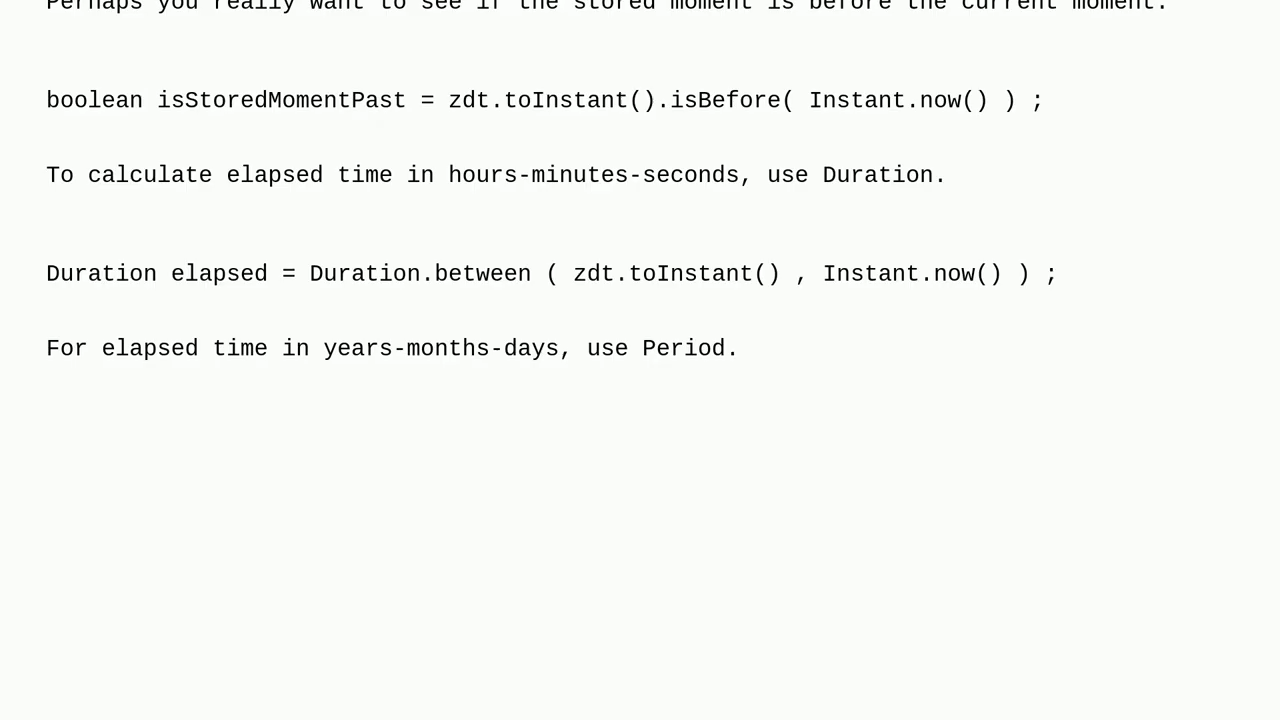 Perhaps you really want to see if the stored moment is before the current moment.
boolean isStoredMomentPast = zdt.toInstant().isBefore( Instant.now() ) ;
To calculate elapsed time in hours-minutes-seconds, use Duration.
Duration elapsed = Duration.between ( zdt.toInstant() , Instant.now() ) ;
For elapsed time in years-months-days, use Period.